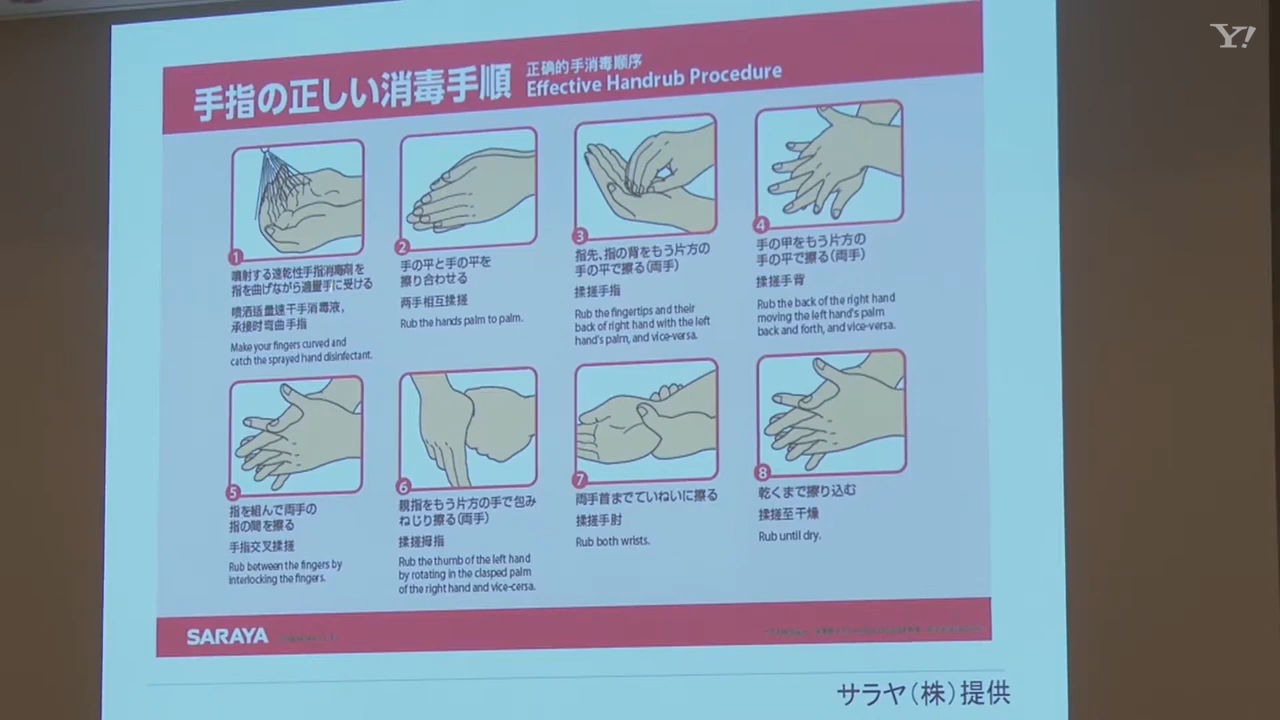 Y!
手指の正しい消毒手順
正确的手消毒顺序
Effective Handrub Procedure
1
噴射する速乾性手指消毒剤を
指を曲げながら適量手に受ける
喷洒适量速干手消毒液,
承接时弯曲手指
Make your fingers curved and
catch the sprayed hand disinfectant.
2
手の平と手の平を
擦り合わせる
两手相互揉搓
Rub the hands palm to palm.
3
指先、指の背をもう片方の
手の平で擦る(両手)
揉搓手指
Rub the fingertips and their
back of right hand with the left
hand's palm, and vice-versa.
4
手の甲をもう片方の
手の平で擦る(両手)
揉搓手背
Rub the back of the right hand
moving the left hand's palm
back and forth, and vice-versa.
5
指を組んで両手の
指の間を擦る
手指交叉揉搓
Rub between the fingers by
interlocking the fingers.
6
親指をもう片方の手で包み
ねじり擦る(両手)
揉搓拇指
Rub the thumb of the left hand
by rotating in the clasped palm
of the right hand and vice-cersa.
7
両手首までていねいに擦る
揉搓手肘
Rub both wrists.
8
乾くまで擦り込む
揉搓至干燥
Rub until dry.
SARAYA
サラヤ(株)提供